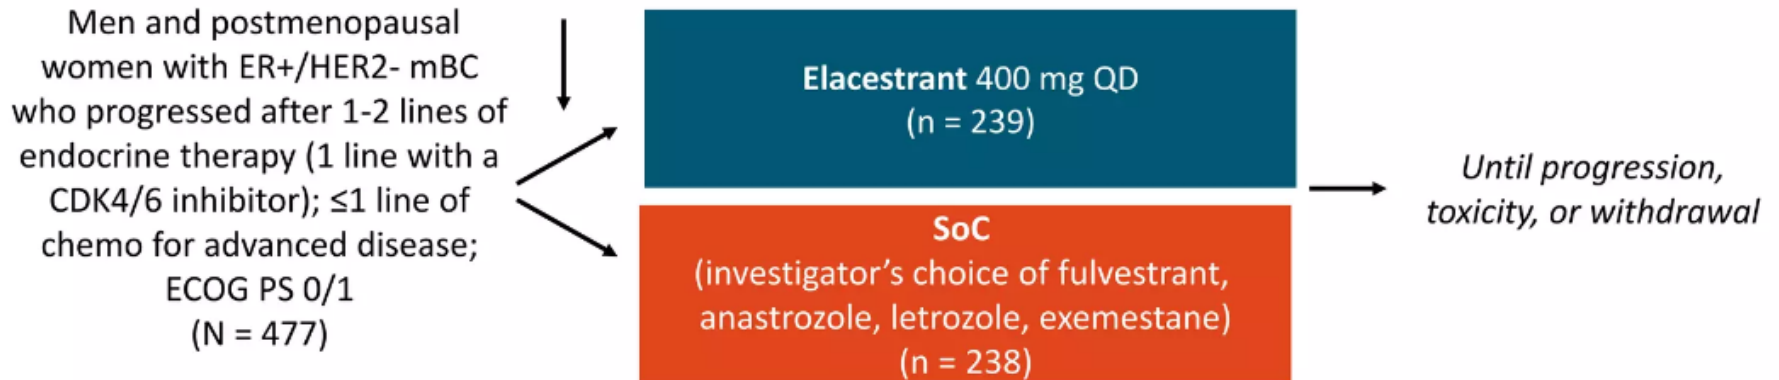 Men and postmenopausal
women with ER+/HER2- mBC
who progressed after 1-2 lines of
endocrine therapy (1 line with a
CDK4/6 inhibitor); ≤1 line of
chemo for advanced disease;
ECOG PS 0/1
(N = 477)
Elacestrant 400 mg QD
(n = 239)
SoC
(investigator’s choice of fulvestrant,
anastrozole, letrozole, exemestane)
(n = 238)
Until progression,
toxicity, or withdrawal